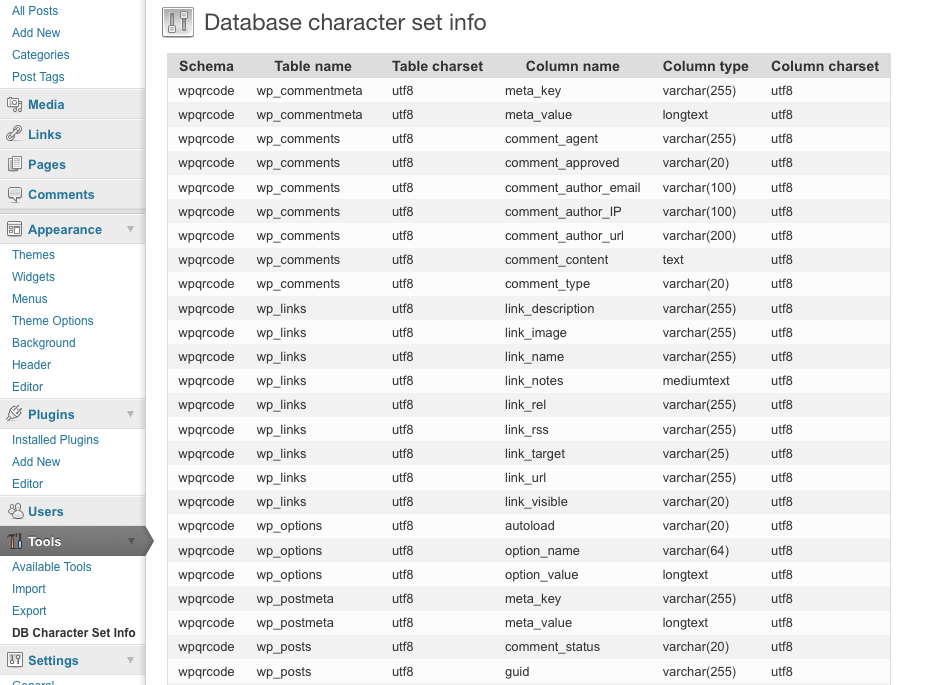 All Posts
Add New
Categories
Post Tags
Media
Links
Pages
Comments
Appearance
Themes
Widgets
Menus
Theme Options
Background
Header
Editor
Plugins
Installed Plugins
Add New
Editor
Users
Tools
Available Tools
Import
Export
DB Character Set Info
Settings
General
Database character set info
Schema Table name Table charset Column name Column type Column charset
wpqrcode wp_commentmeta utf8 meta_key varchar(255) utf8
wpqrcode wp_commentmeta utf8 meta_value longtext utf8
wpqrcode wp_comments utf8 comment_agent varchar(255) utf8
wpqrcode wp_comments utf8 comment_approved varchar(20) utf8
wpqrcode wp_comments utf8 comment_author_email varchar(100) utf8
wpqrcode wp_comments utf8 comment_author_IP varchar(100) utf8
wpqrcode wp_comments utf8 comment_author_url varchar(200) utf8
wpqrcode wp_comments utf8 comment_content text utf8
wpqrcode wp_comments utf8 comment_type varchar(20) utf8
wpqrcode wp_links utf8 link_description varchar(255) utf8
wpqrcode wp_links utf8 link_image varchar(255) utf8
wpqrcode wp_links utf8 link_name varchar(255) utf8
wpqrcode wp_links utf8 link_notes mediumtext utf8
wpqrcode wp_links utf8 link_rel varchar(255) utf8
wpqrcode wp_links utf8 link_rss varchar(255) utf8
wpqrcode wp_links utf8 link_target varchar(25) utf8
wpqrcode wp_links utf8 link_url varchar(255) utf8
wpqrcode wp_links utf8 link_visible varchar(20) utf8
wpqrcode wp_options utf8 autoload varchar(20) utf8
wpqrcode wp_options utf8 option_name varchar(64) utf8
wpqrcode wp_options utf8 option_value longtext utf8
wpqrcode wp_postmeta utf8 meta_key varchar(255) utf8
wpqrcode wp_postmeta utf8 meta_value longtext utf8
wpqrcode wp_posts utf8 comment_status varchar(20) utf8
wpqrcode wp_posts utf8 guid varchar(255) utf8